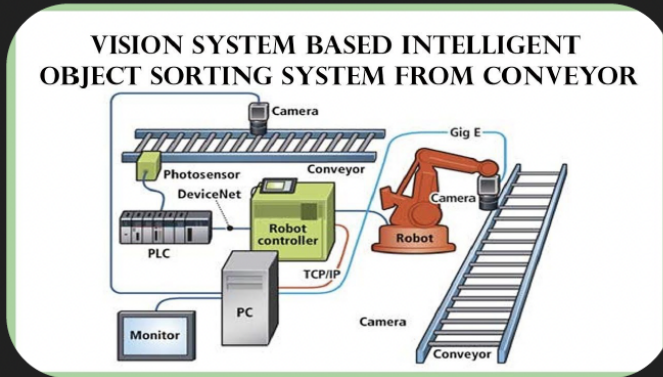 VISION SYSTEM BASED INTELLIGENT
OBJECT SORTING SYSTEM FROM CONVEYOR
Camera
Gig E
Photosensor
Conveyor
DeviceNet
Camera
Robot
controller
Robot
PLC
TCP/IP
PC
Camera
Monitor
Conveyor